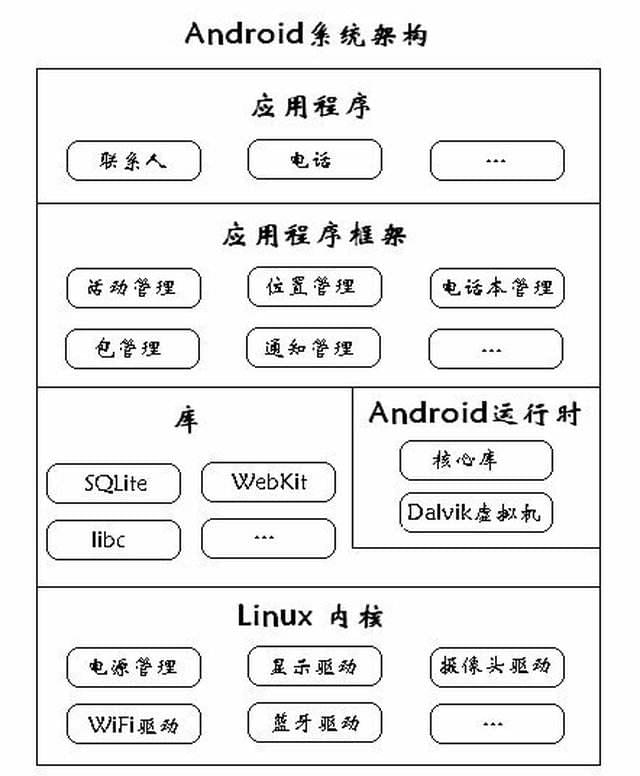 Android系统架构
应用程序
联系人 电话 ...
应用程序框架
活动管理 位置管理 电话本管理
包管理 通知管理 ...
库
SQLite WebKit
libc ...
Android运行时
核心库
Dalvik虚拟机
Linux 内核
电源管理 显示驱动 摄像头驱动
WiFi驱动 蓝牙驱动 ...